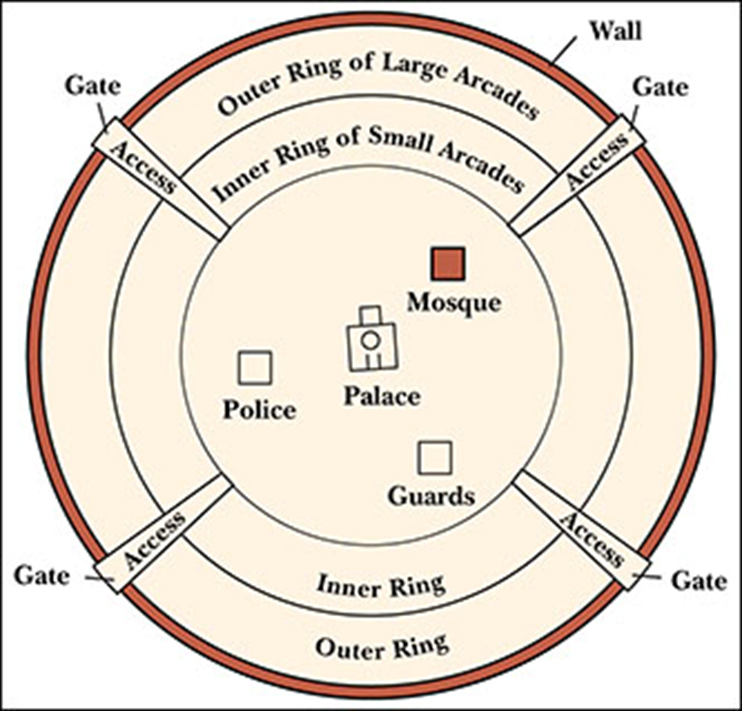 Wall
Gate
Gate
Outer Ring of Large Arcades
Access
Access
Inner Ring of Small Arcades
Mosque
Police
Palace
Guards
Access
Access
Gate
Gate
Inner Ring
Outer Ring